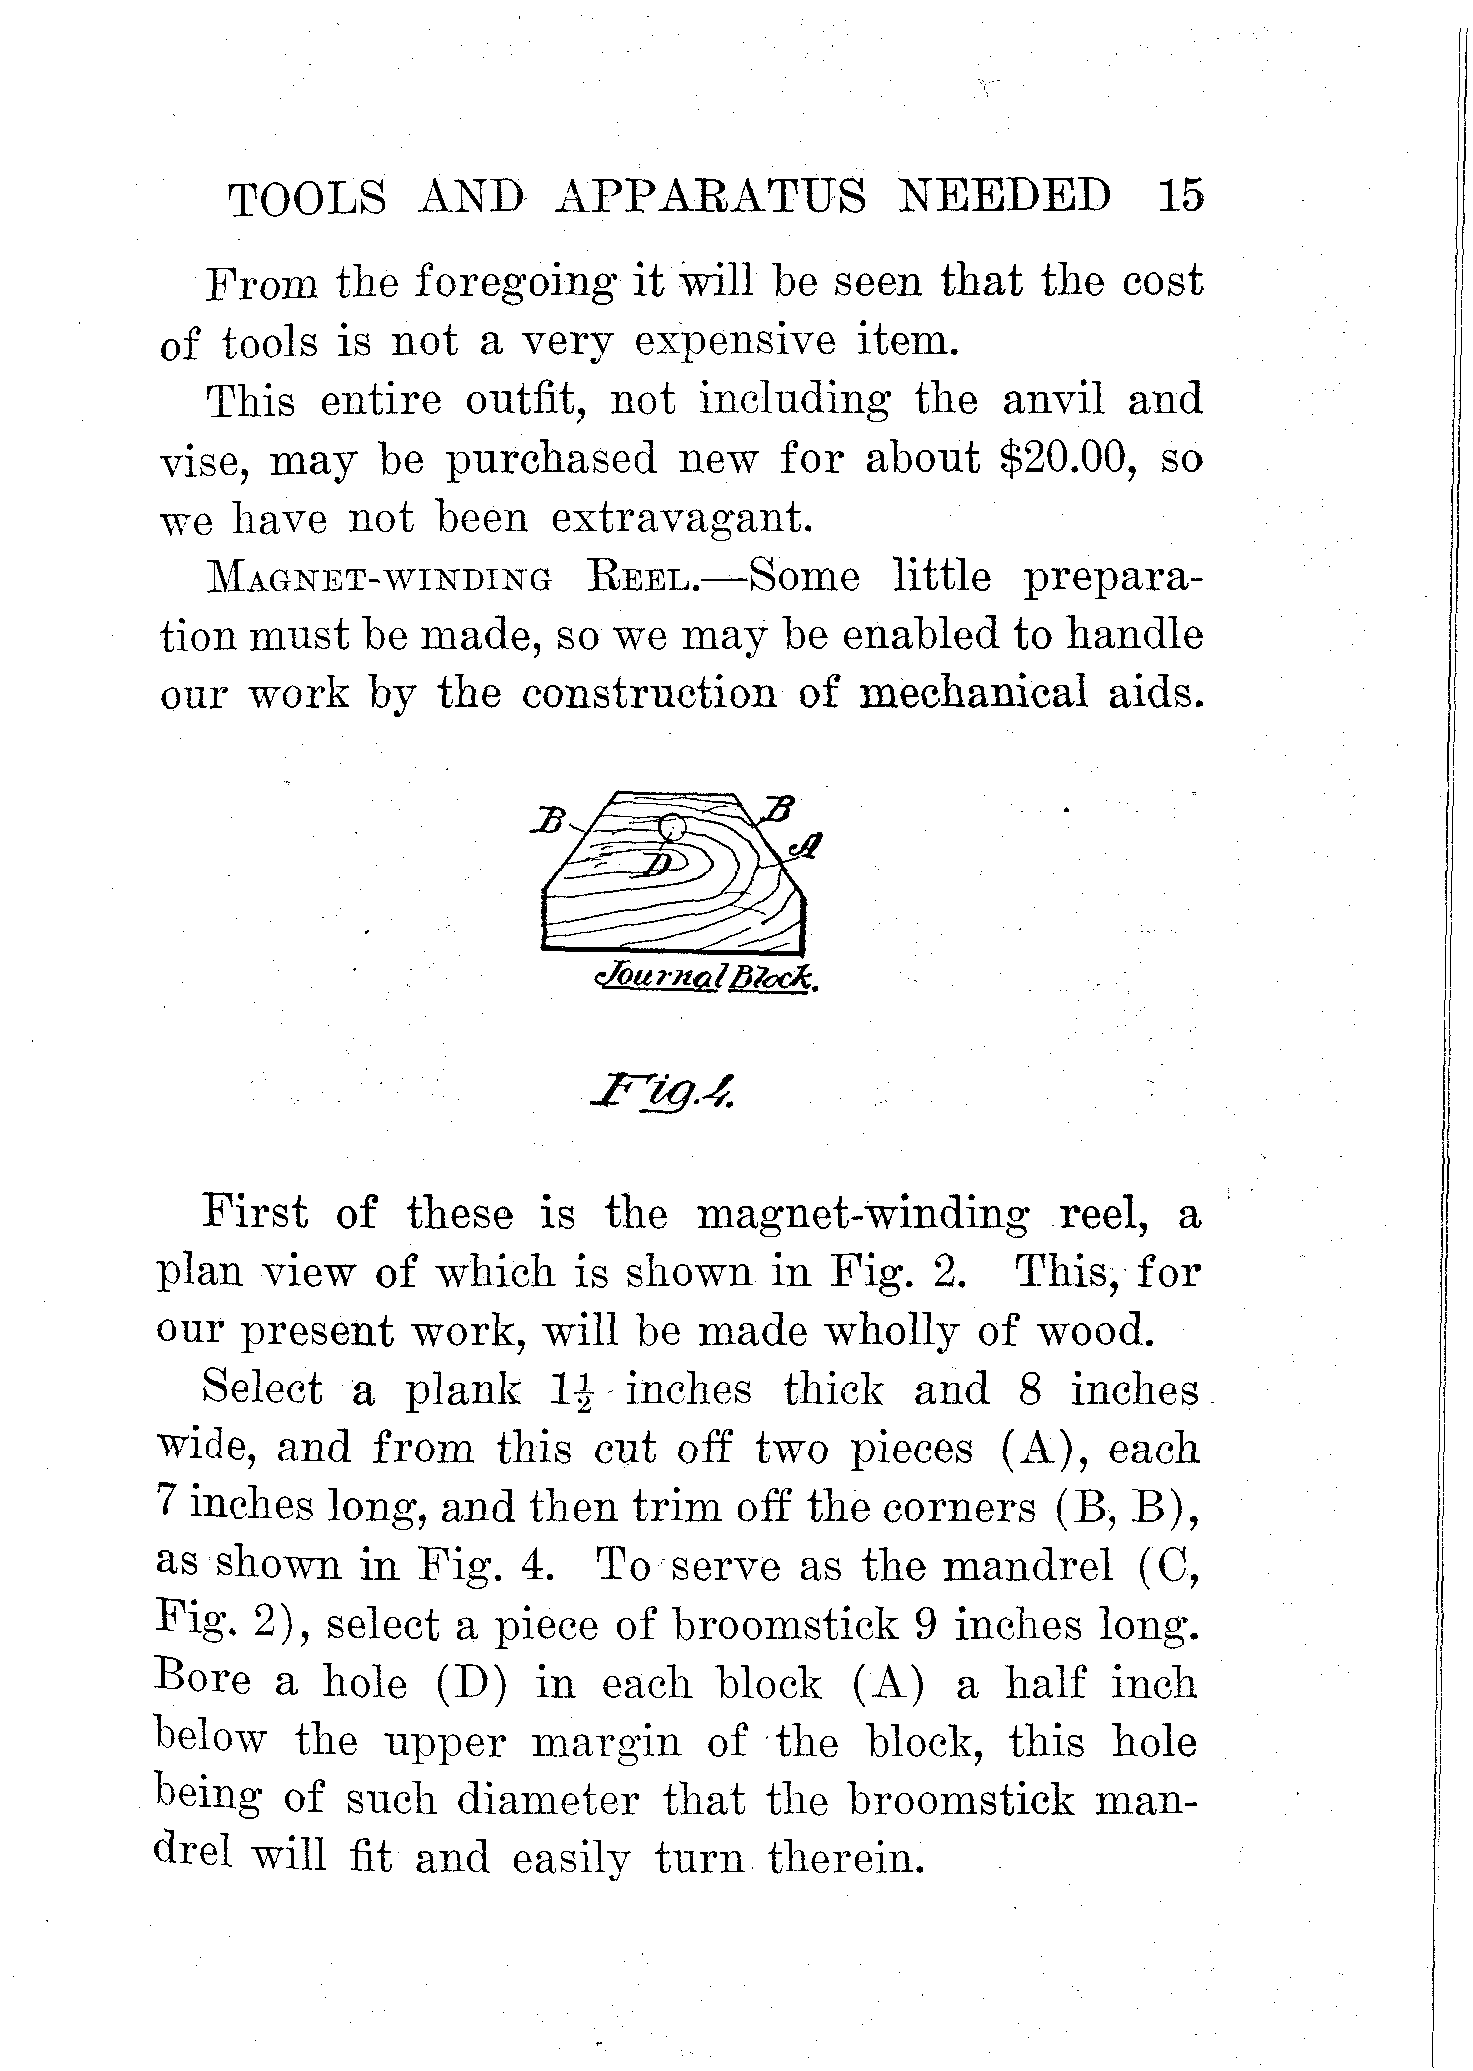 TOOLS AND APPARATUS NEEDED 15
From the foregoing it will be seen that the cost
of tools is not a very expensive item.
This entire outfit, not including the anvil and
vise, may be purchased new for about $20.00, so
we have not been extravagant.
MAGNET-WINDING REEL.—Some little prepara-
tion must be made, so we may be enabled to handle
our work by the construction of mechanical aids.
B B
A
D
Journal Block.
Fig. 4.
First of these is the magnet-winding reel, a
plan view of which is shown in Fig. 2. This, for
our present work, will be made wholly of wood.
Select a plank 1½ inches thick and 8 inches
wide, and from this cut off two pieces (A), each
7 inches long, and then trim off the corners (B, B),
as shown in Fig. 4. To serve as the mandrel (C,
Fig. 2), select a piece of broomstick 9 inches long.
Bore a hole (D) in each block (A) a half inch
below the upper margin of the block, this hole
being of such diameter that the broomstick man-
drel will fit and easily turn therein.